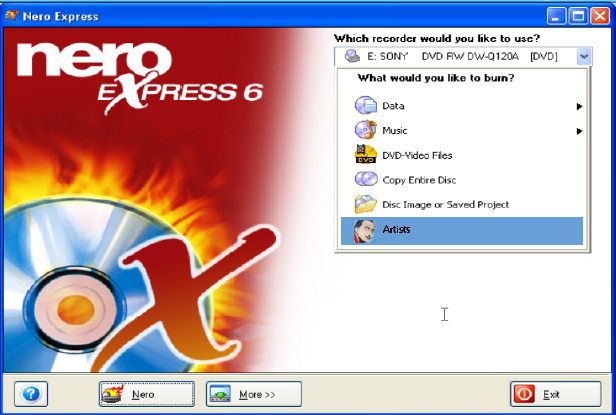 Nero Express
nero
EXPRESS 6
Which recorder would you like to use?
E: SONY DVD RW DW-Q120A [DVD]
What would you like to burn?
Data
Music
DVD
DVD-Video Files
Copy Entire Disc
Disc Image or Saved Project
Artists
?
Nero
More >>
Exit